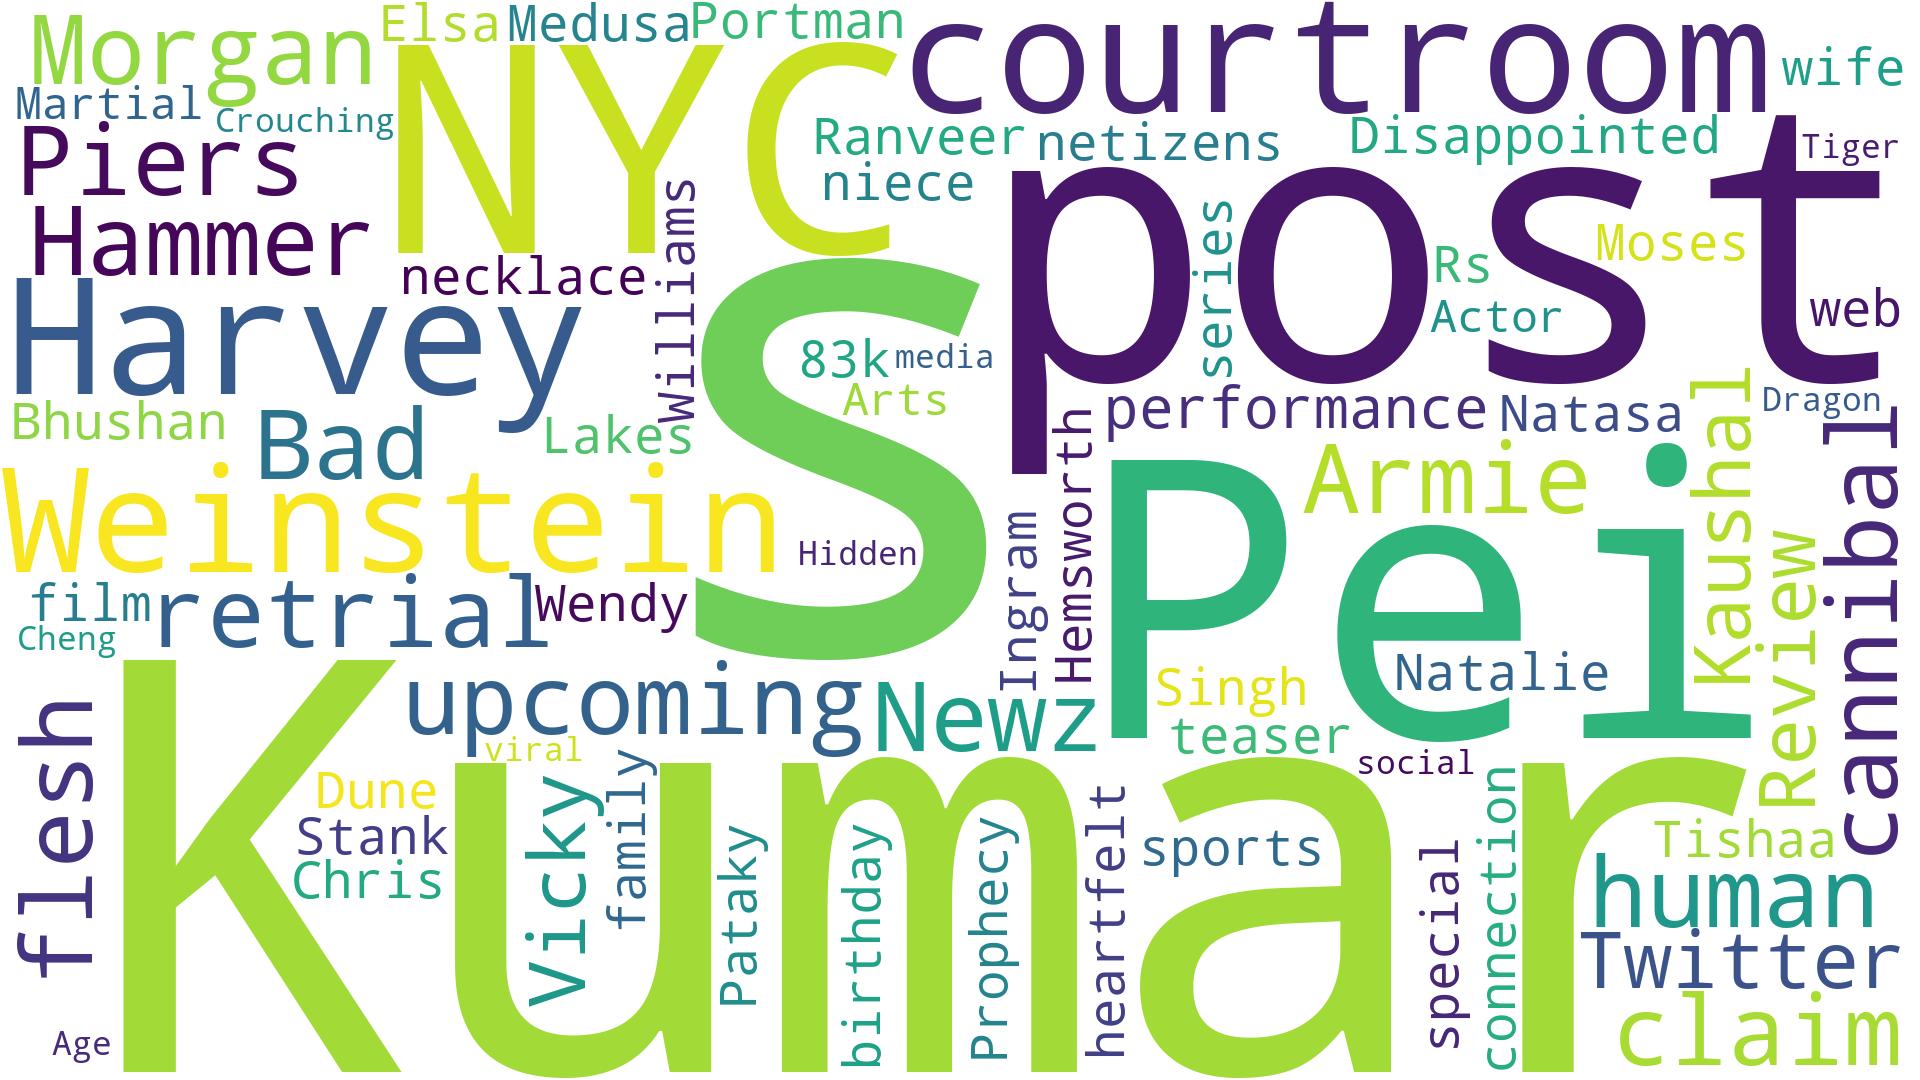 Morgan
Elsa
Medusa
Portman
courtroom
wife
Martial
Crouching
NYC
Piers
Ranveer
netizens
Disappointed
Tiger
niece
post
Hammer
Williams
series
Moses
necklace
Rs
Harvey
S
83k
media
Actor
web
Arts
Bhushan
Bad
Lakes
performance
Natasa
Dragon
Kaushal
cannibal
Hemsworth
Armie
Weinstein
Hidden
Ingram
Pei
Review
film
retrial
Wendy
Cheng
upcoming
Newz
Singh
Natalie
teaser
flesh
Kumar
viral
social
Dune
Vicky
family
Stank
Chris
Pataky
birthday
Prophecy
heartfelt
sports
special
connection
Tishaa
human
Twitter
claim
Age